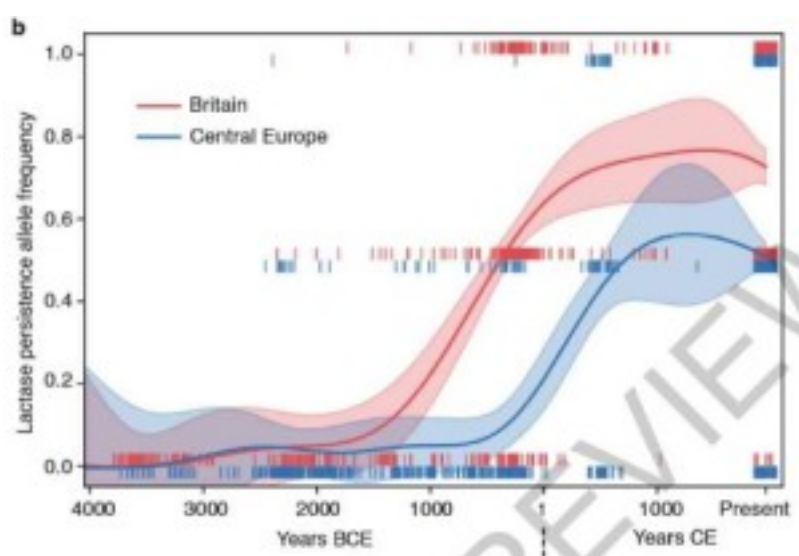 b
1.0
Britain
Central Europe
0.8
0.6
0.4
0.2
0.0
Lactase persistence allele frequency
4000 3000 2000 1000 1 1000 Present
Years BCE Years CE
REVIEW